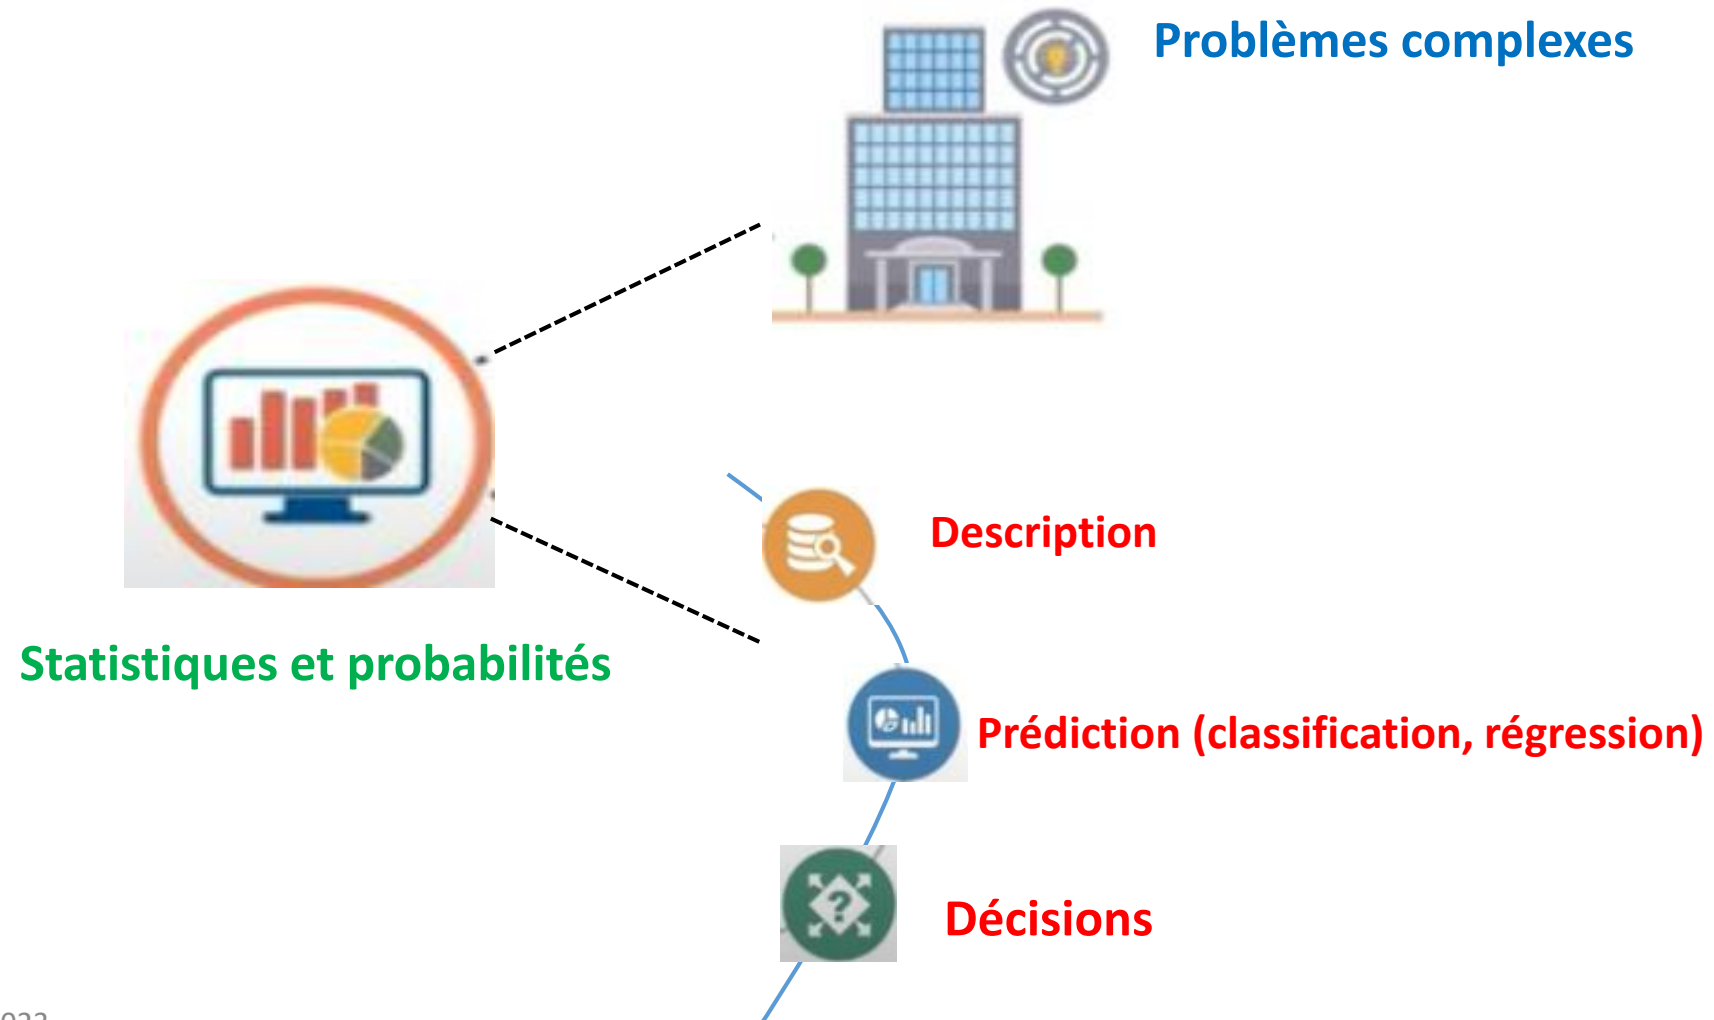 Problèmes complexes
Description
Statistiques et probabilités
Prédiction (classification, régression)
Décisions